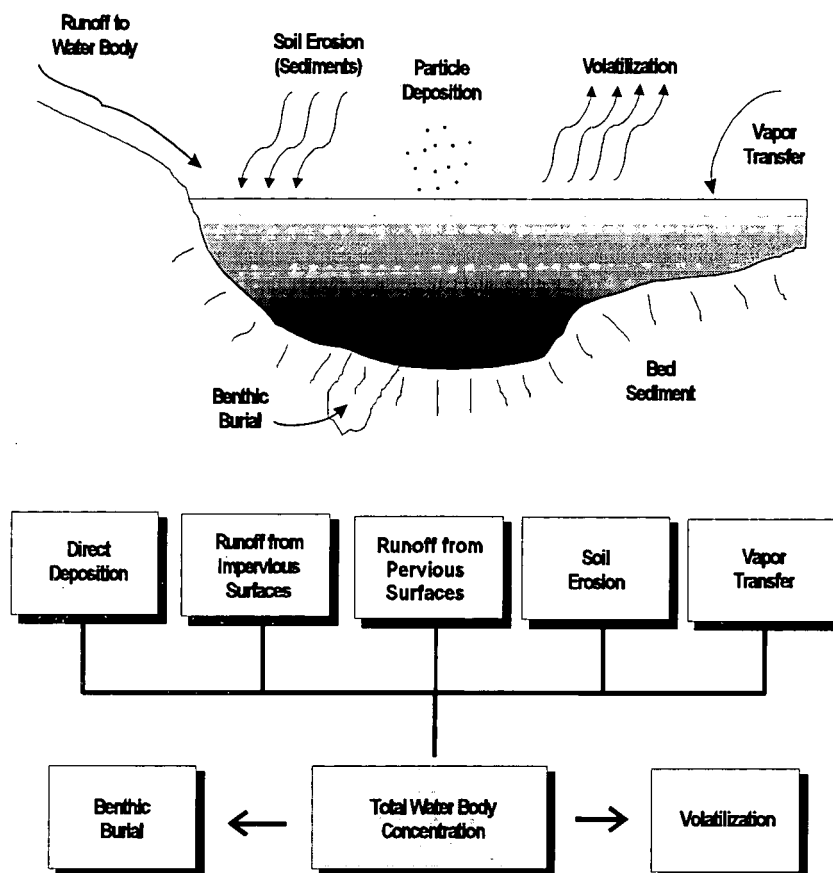 Runoff to
Water Body
Soil Erosion
(Sediments)
Particle
Deposition
Volatilization
Vapor
Transfer
Benthic
Burial
Bed
Sediment
Direct
Deposition
Runoff from
Impervious
Surfaces
Runoff from
Pervious
Surfaces
Soil
Erosion
Vapor
Transfer
Benthic
Burial
Total Water Body
Concentration
Volatilization